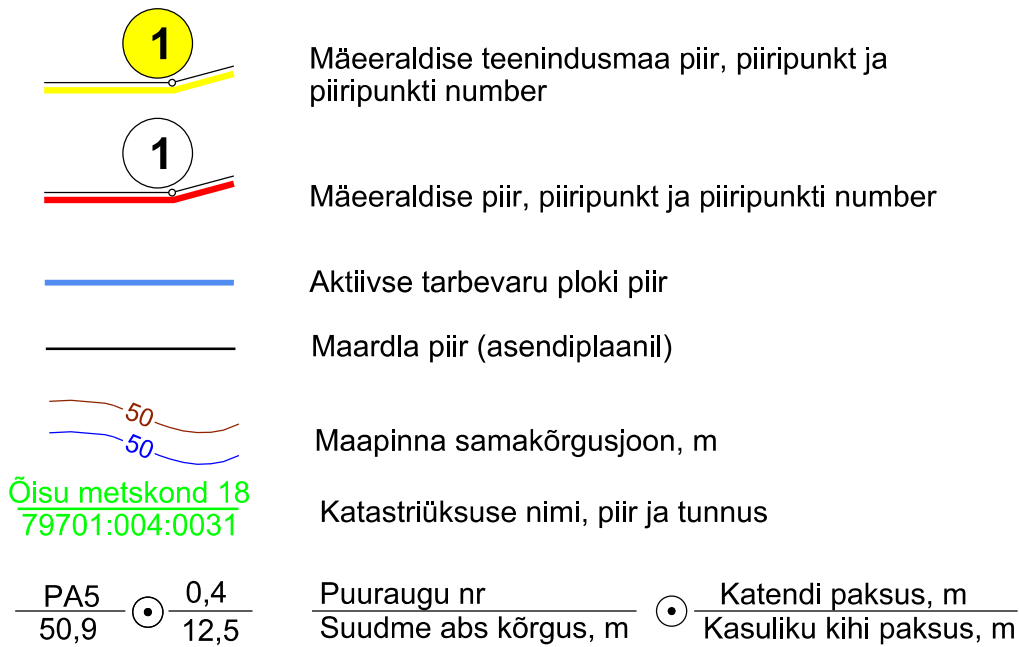 1
Mäeeraldise teenindusmaa piir, piiripunkt ja
piiripunkti number
1
Mäeeraldise piir, piiripunkt ja piiripunkti number
Aktiivse tarbevaru ploki piir
Maardla piir (asendiplaanil)
50
50
Maapinna samakõrgusjoon, m
Õisu metskond 18
79701:004:0031
Katastriüksuse nimi, piir ja tunnus
PA5
50,9
0,4
12,5
Puuraugu nr
Suudme abs kõrgus, m
Katendi paksus, m
Kasuliku kihi paksus, m